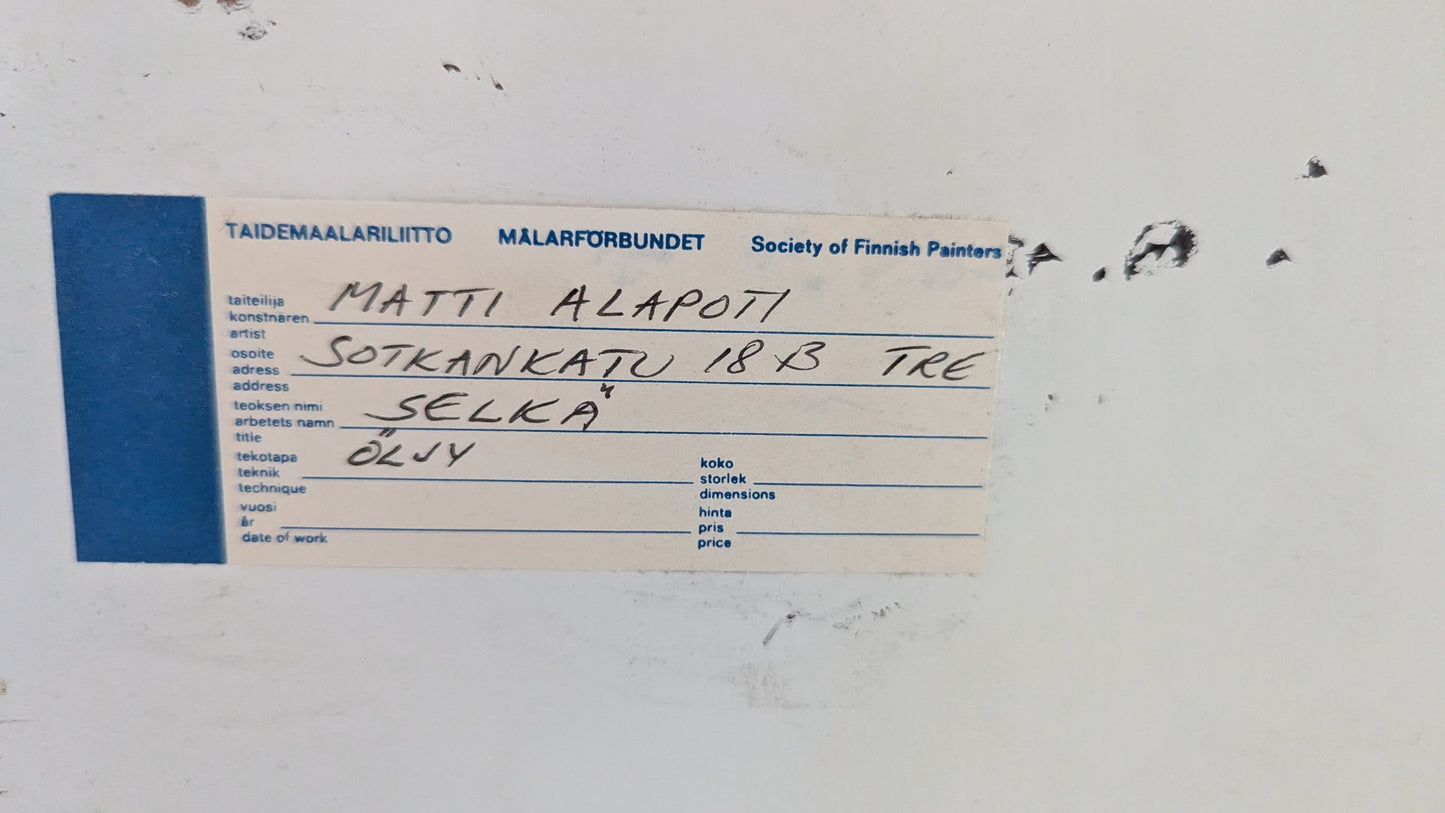 TAIDEMAALARILIITTO MÅLARFÖRBUNDET Society of Finnish Painters
taiteilija
konstnären MATTI ALAPOTI
artist
osoite
adress SOTKANKATU 18 B TRE
address
teoksen nimi
arbetets namn SELKÄ
title
tekotapa ÖLJY
teknik
technique
koko
storlek
dimensions
vuosi
år
date of work
hinta
pris
price